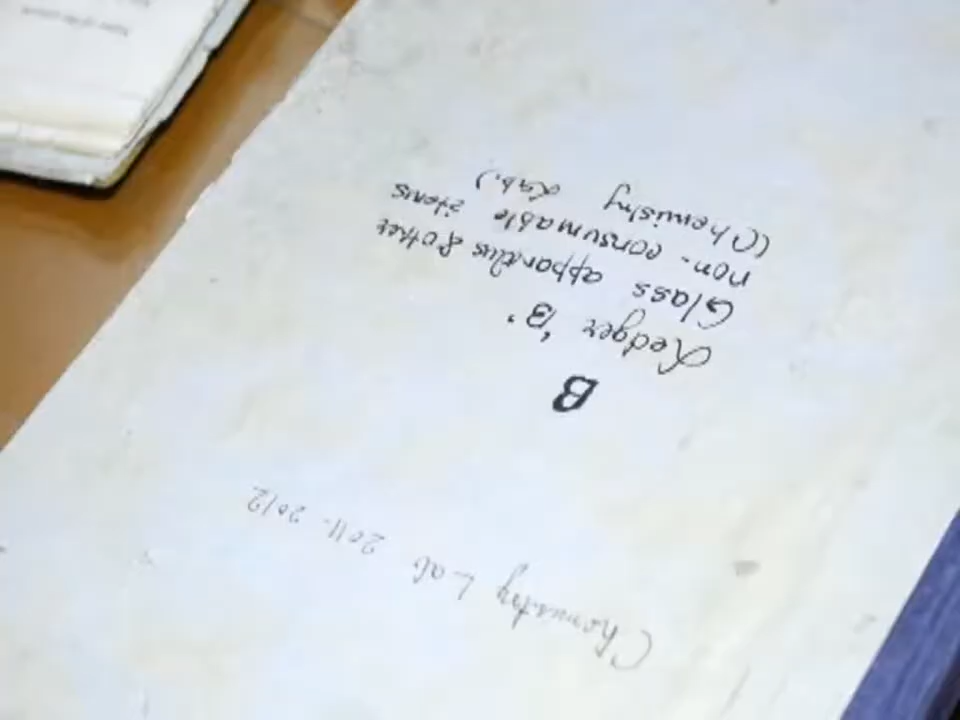 Chemistry Lab 2011-2012
B
Ledger 'B'
Glass apparatus & other
non-consumable items
(Chemistry Lab.)